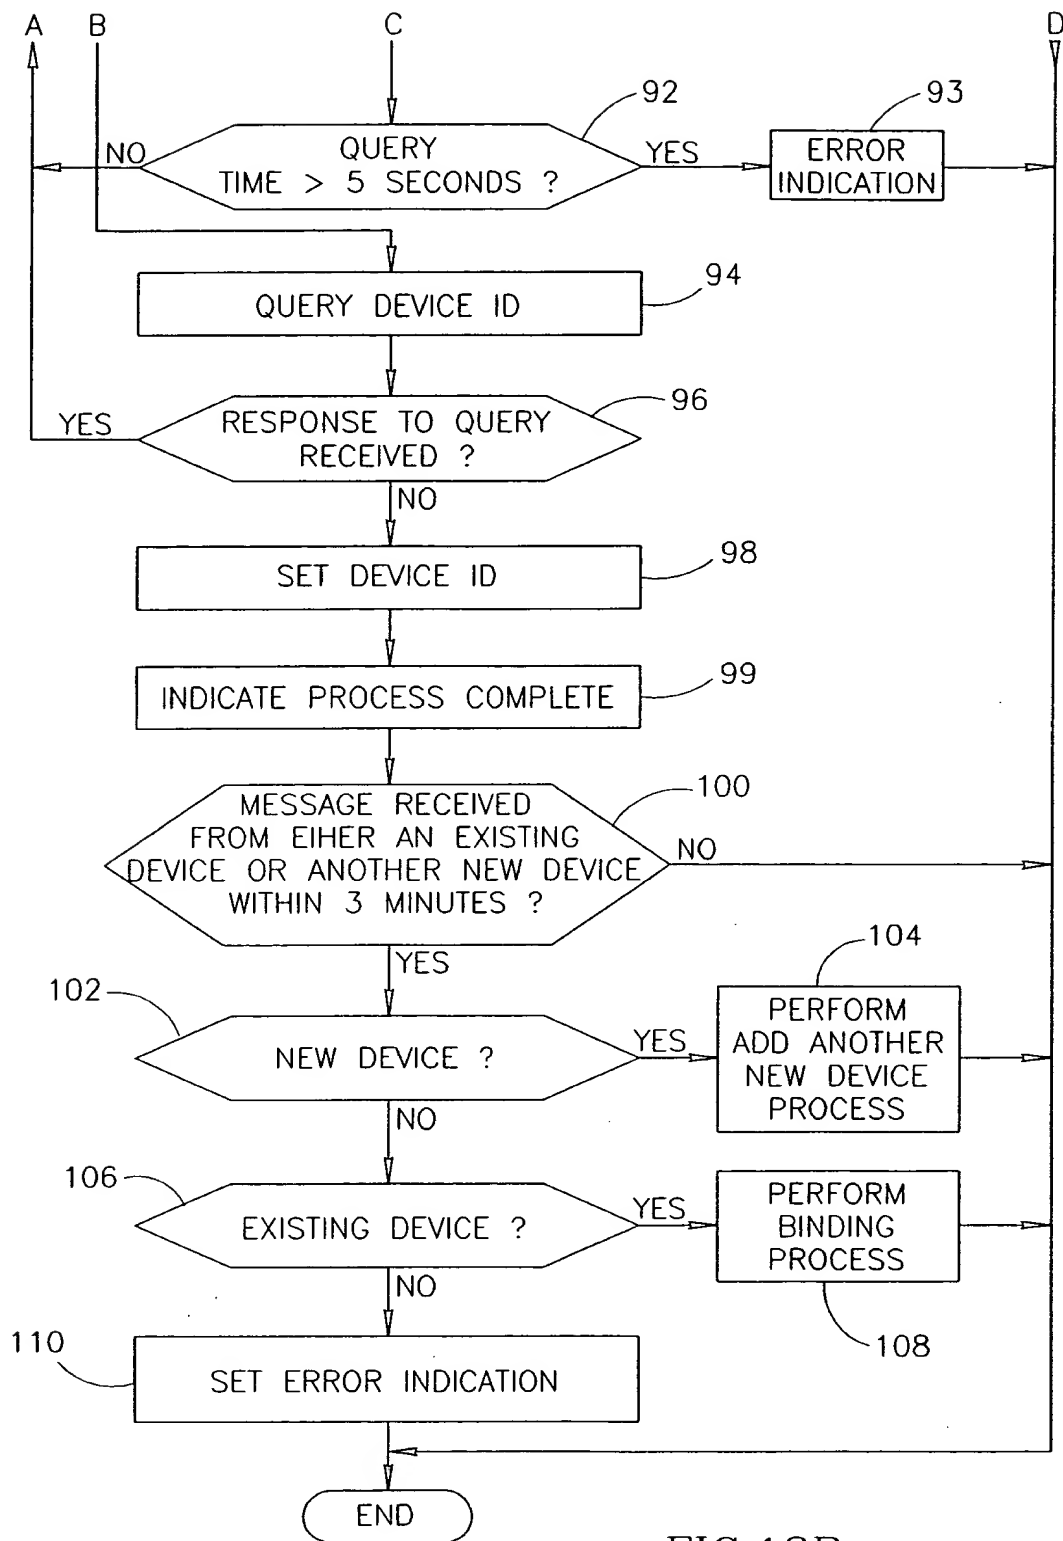 A
B
C
D
92
93
NO
QUERY
TIME > 5 SECONDS ?
YES
ERROR
INDICATION
94
QUERY DEVICE ID
96
YES
RESPONSE TO QUERY
RECEIVED ?
NO
98
SET DEVICE ID
99
INDICATE PROCESS COMPLETE
100
MESSAGE RECEIVED
FROM EIHER AN EXISTING
DEVICE OR ANOTHER NEW DEVICE
WITHIN 3 MINUTES ?
NO
YES
104
102
NEW DEVICE ?
YES
PERFORM
ADD ANOTHER
NEW DEVICE
PROCESS
NO
106
EXISTING DEVICE ?
YES
PERFORM
BINDING
PROCESS
NO
108
110
SET ERROR INDICATION
END